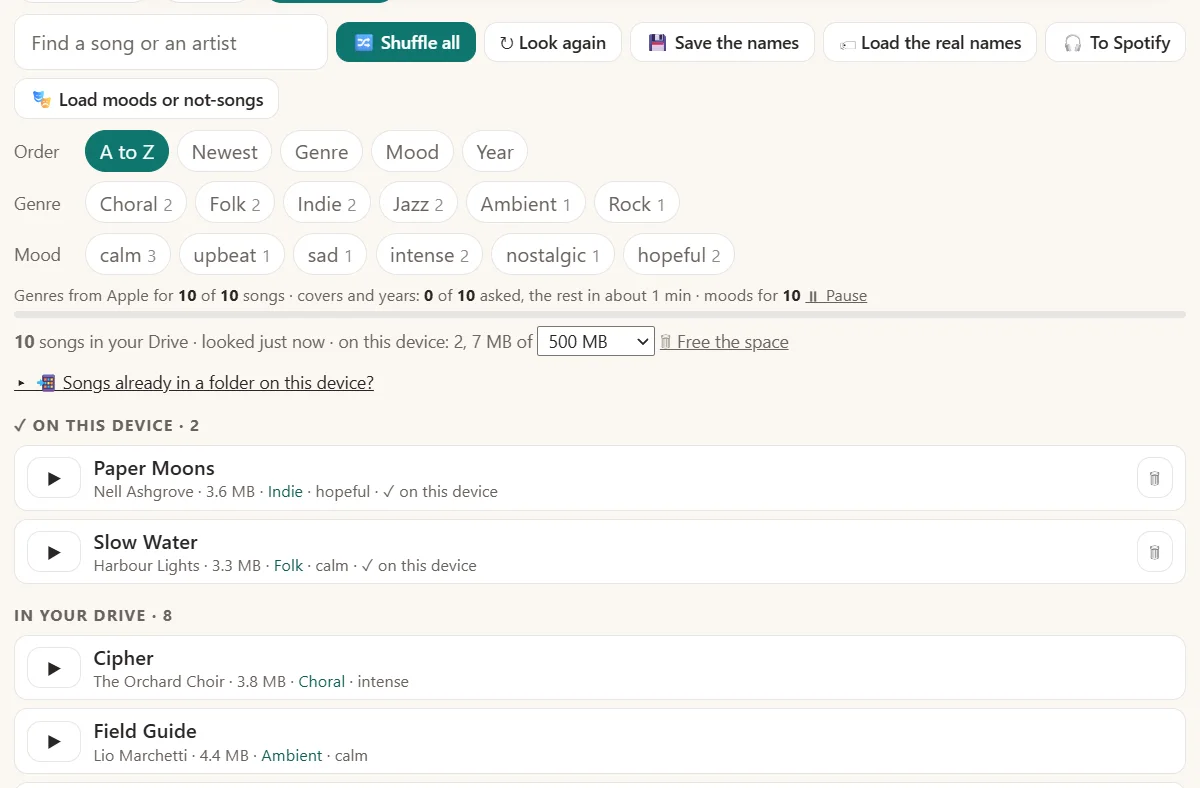 Find a song or an artist
🔀 Shuffle all
↻ Look again
💾 Save the names
🏷️ Load the real names
🎧 To Spotify
🎭 Load moods or not-songs
Order A to Z Newest Genre Mood Year
Genre Choral 2 Folk 2 Indie 2 Jazz 2 Ambient 1 Rock 1
Mood calm 3 upbeat 1 sad 1 intense 2 nostalgic 1 hopeful 2
Genres from Apple for 10 of 10 songs · covers and years: 0 of 10 asked, the rest in about 1 min · moods for 10 ⏸ Pause
10 songs in your Drive · looked just now · on this device: 2, 7 MB of 500 MB 🗑 Free the space
▸ 📲 Songs already in a folder on this device?
✓ ON THIS DEVICE · 2
Paper Moons
Nell Ashgrove · 3.6 MB · Indie · hopeful · ✓ on this device
Slow Water
Harbour Lights · 3.3 MB · Folk · calm · ✓ on this device
IN YOUR DRIVE · 8
Cipher
The Orchard Choir · 3.8 MB · Choral · intense
Field Guide
Lio Marchetti · 4.4 MB · Ambient · calm